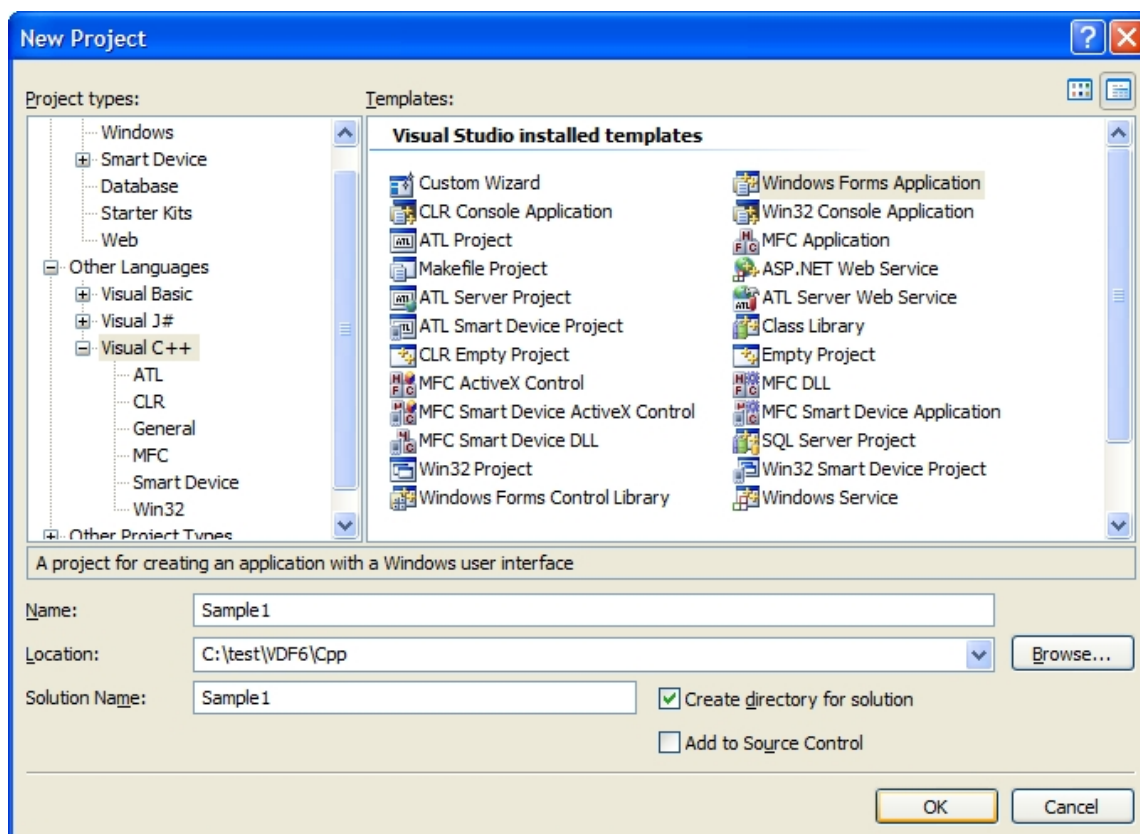 New Project
Project types:
Templates:
Windows
Smart Device
Database
Starter Kits
Web
Other Languages
Visual Basic
Visual J#
Visual C++
ATL
CLR
General
MFC
Smart Device
Win32
Other Project Types
Visual Studio installed templates
Custom Wizard
Windows Forms Application
CLR Console Application
Win32 Console Application
ATL Project
MFC Application
Makefile Project
ASP.NET Web Service
ATL Server Project
ATL Server Web Service
ATL Smart Device Project
Class Library
CLR Empty Project
Empty Project
MFC ActiveX Control
MFC DLL
MFC Smart Device ActiveX Control
MFC Smart Device Application
MFC Smart Device DLL
SQL Server Project
Win32 Project
Win32 Smart Device Project
Windows Forms Control Library
Windows Service
A project for creating an application with a Windows user interface
Name:
Sample1
Location:
C:\test\VDF6\Cpp
Browse...
Solution Name:
Sample1
Create directory for solution
Add to Source Control
OK
Cancel